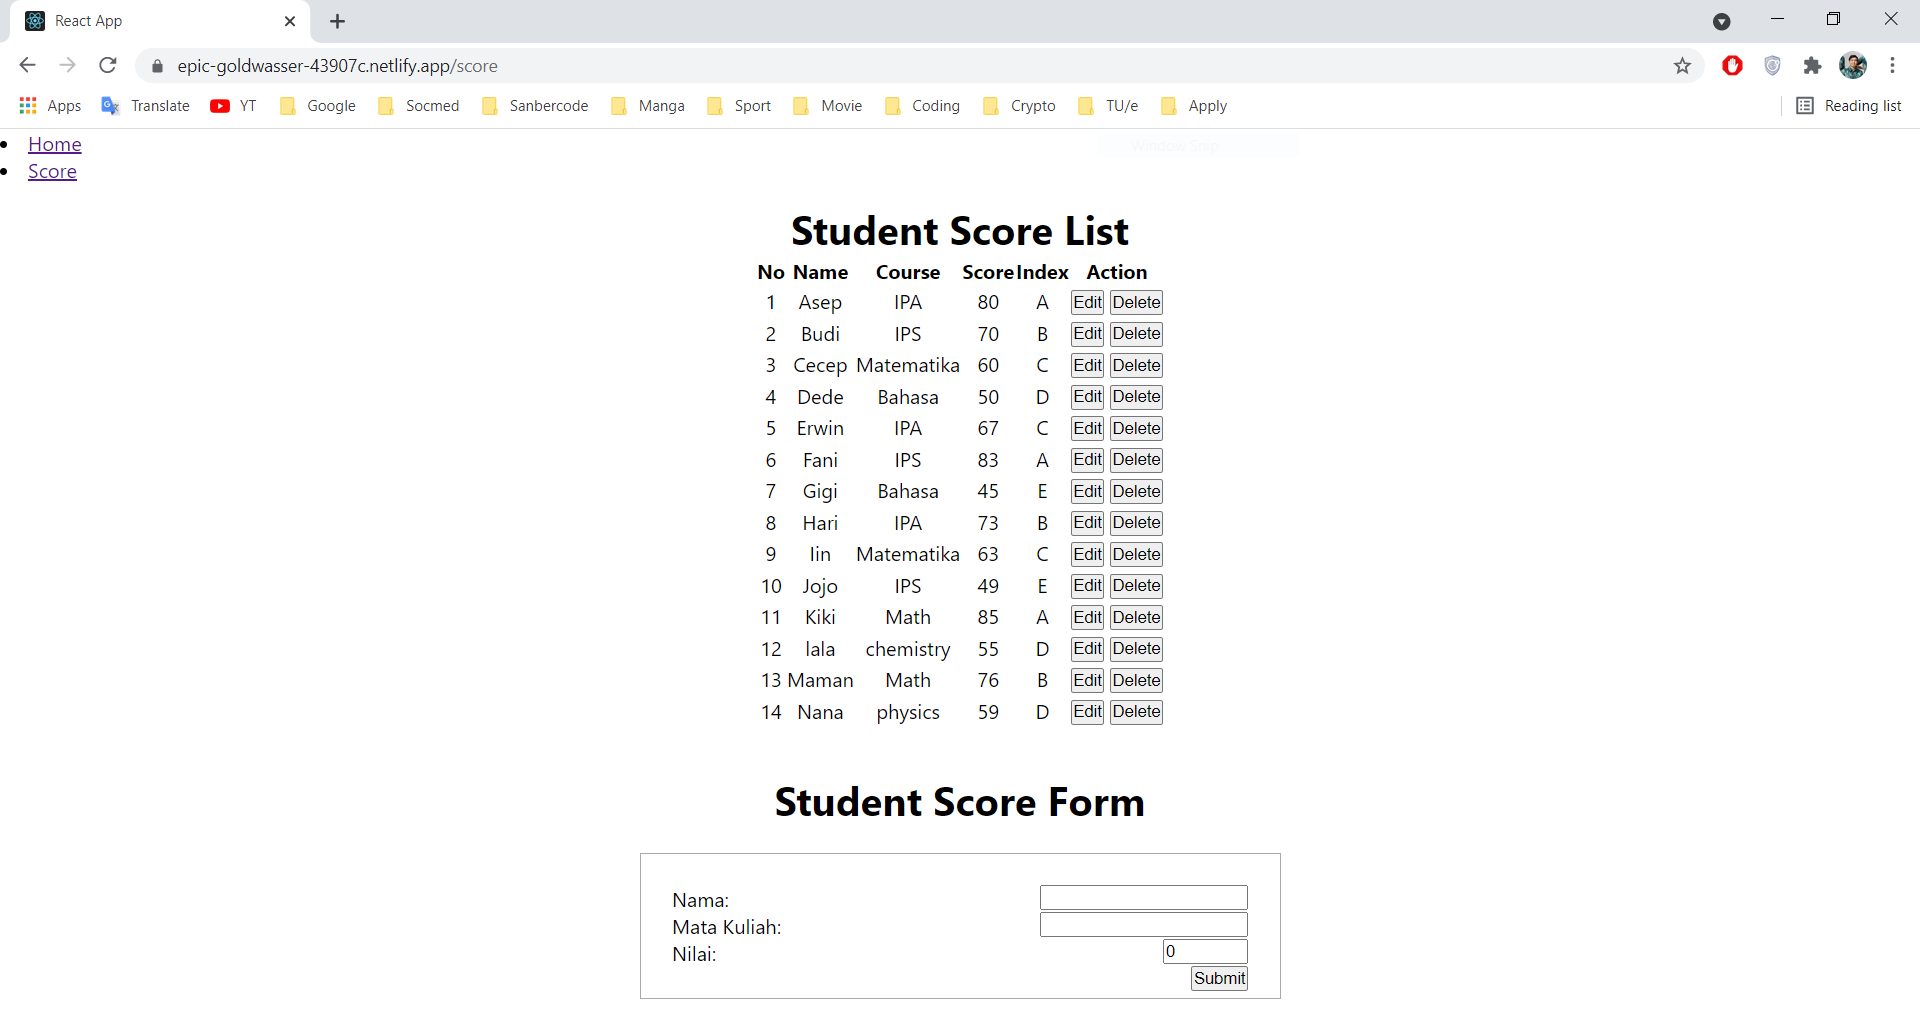 React App
epic-goldwasser-43907c.netlify.app/score
Apps Translate YT Google Socmed Sanbercode Manga Sport Movie Coding Crypto TU/e Apply Reading list
Home
Score
Student Score List
No Name Course Score Index Action
1 Asep IPA 80 A Edit Delete
2 Budi IPS 70 B Edit Delete
3 Cecep Matematika 60 C Edit Delete
4 Dede Bahasa 50 D Edit Delete
5 Erwin IPA 67 C Edit Delete
6 Fani IPS 83 A Edit Delete
7 Gigi Bahasa 45 E Edit Delete
8 Hari IPA 73 B Edit Delete
9 Iin Matematika 63 C Edit Delete
10 Jojo IPS 49 E Edit Delete
11 Kiki Math 85 A Edit Delete
12 lala chemistry 55 D Edit Delete
13 Maman Math 76 B Edit Delete
14 Nana physics 59 D Edit Delete
Student Score Form
Nama:
Mata Kuliah:
Nilai: 0
Submit